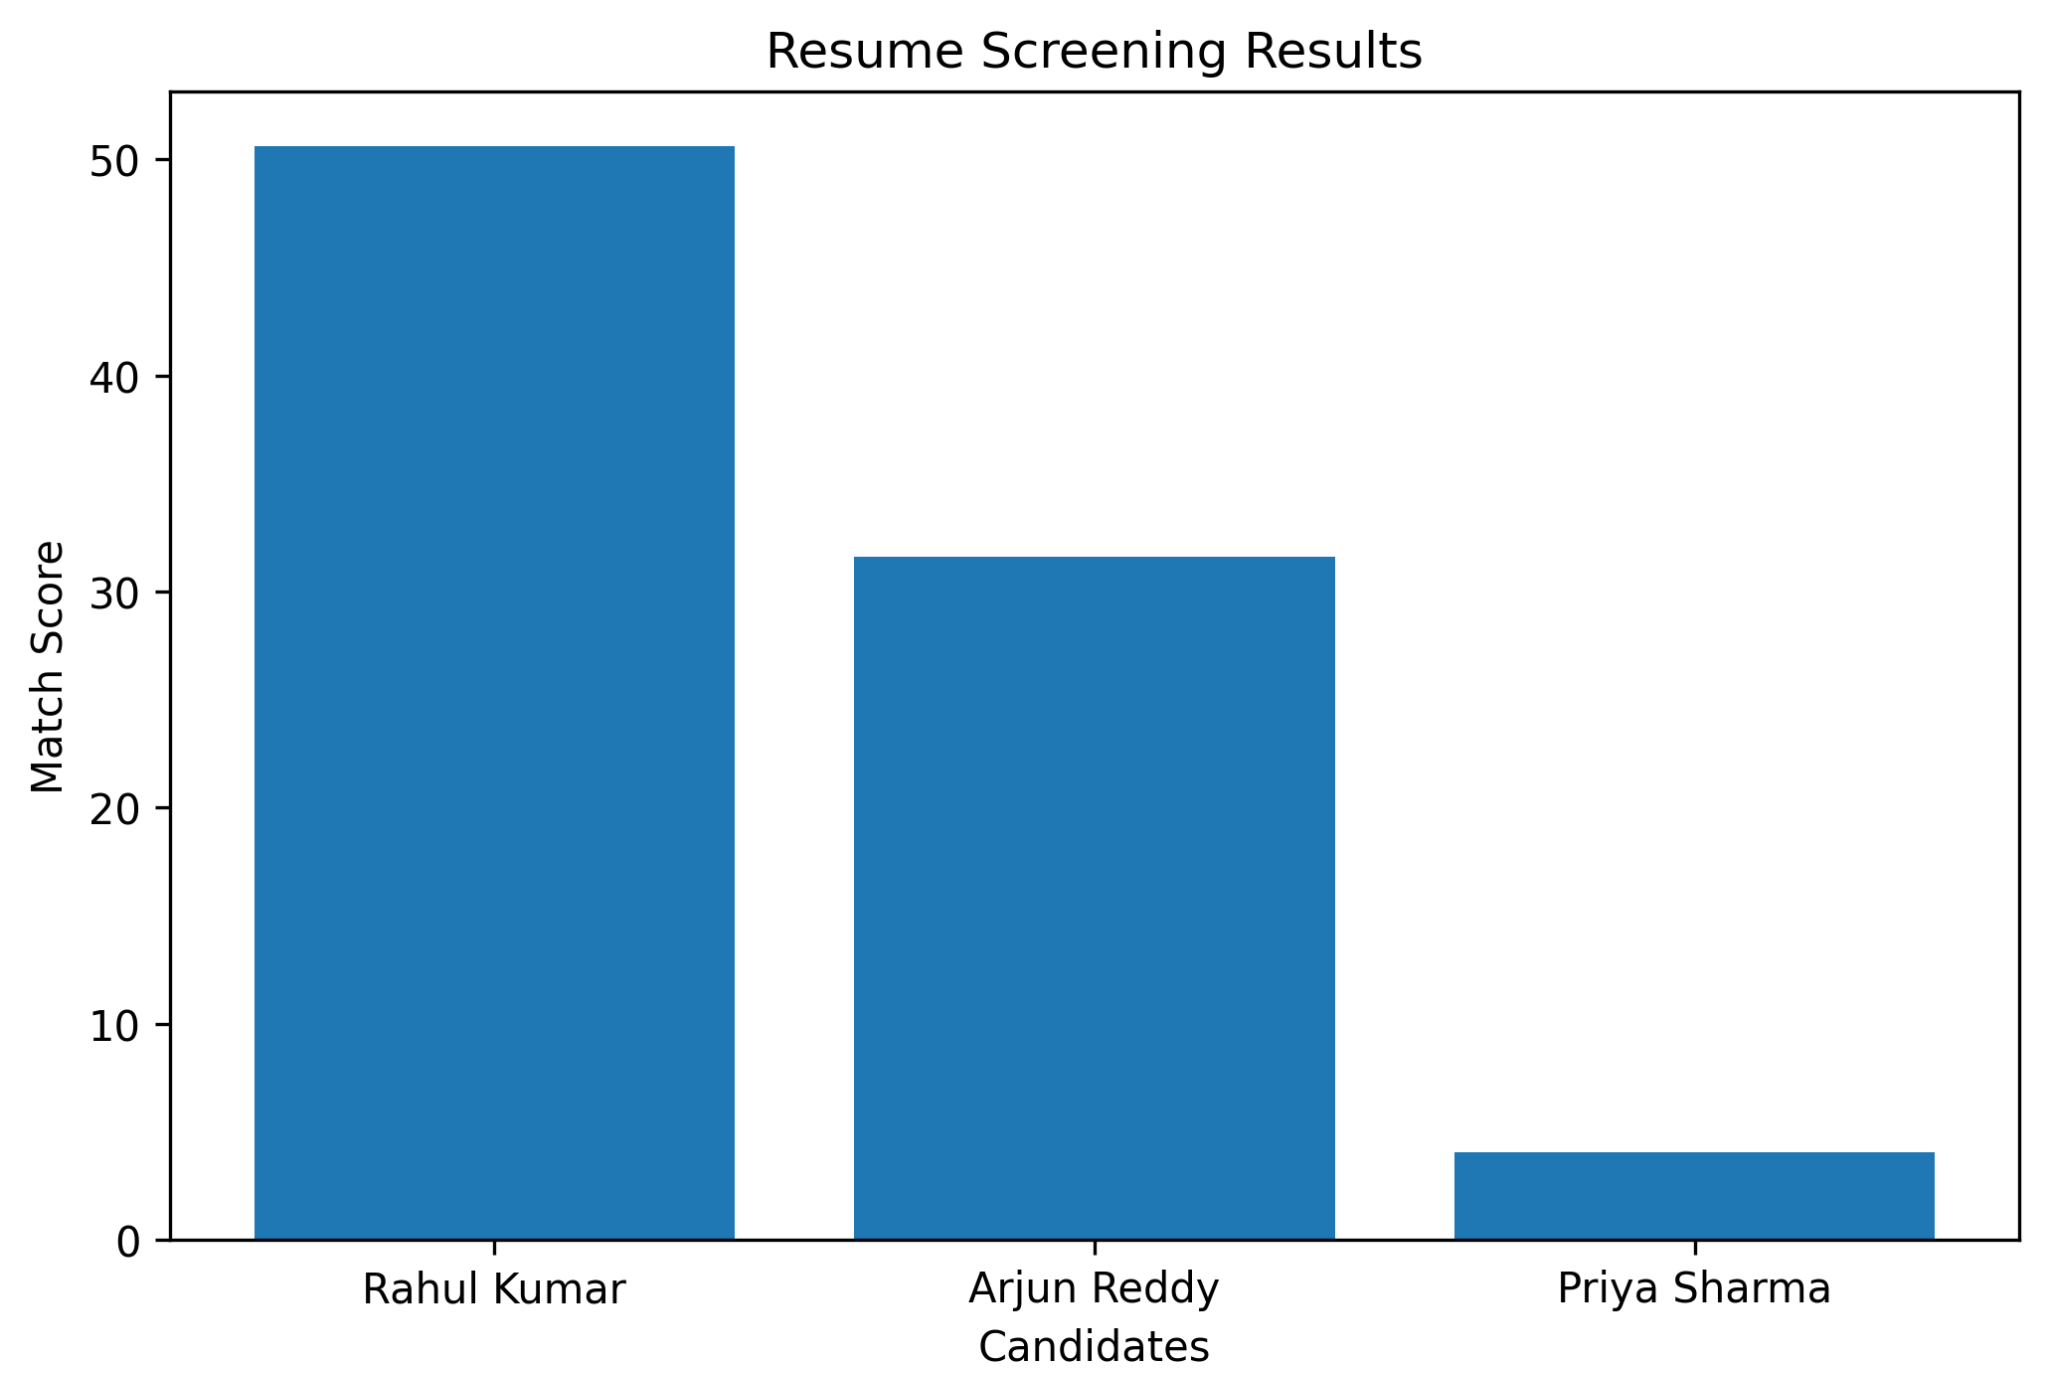 Resume Screening Results
50
40
30
20
10
0
Match Score
Rahul Kumar
Arjun Reddy
Priya Sharma
Candidates